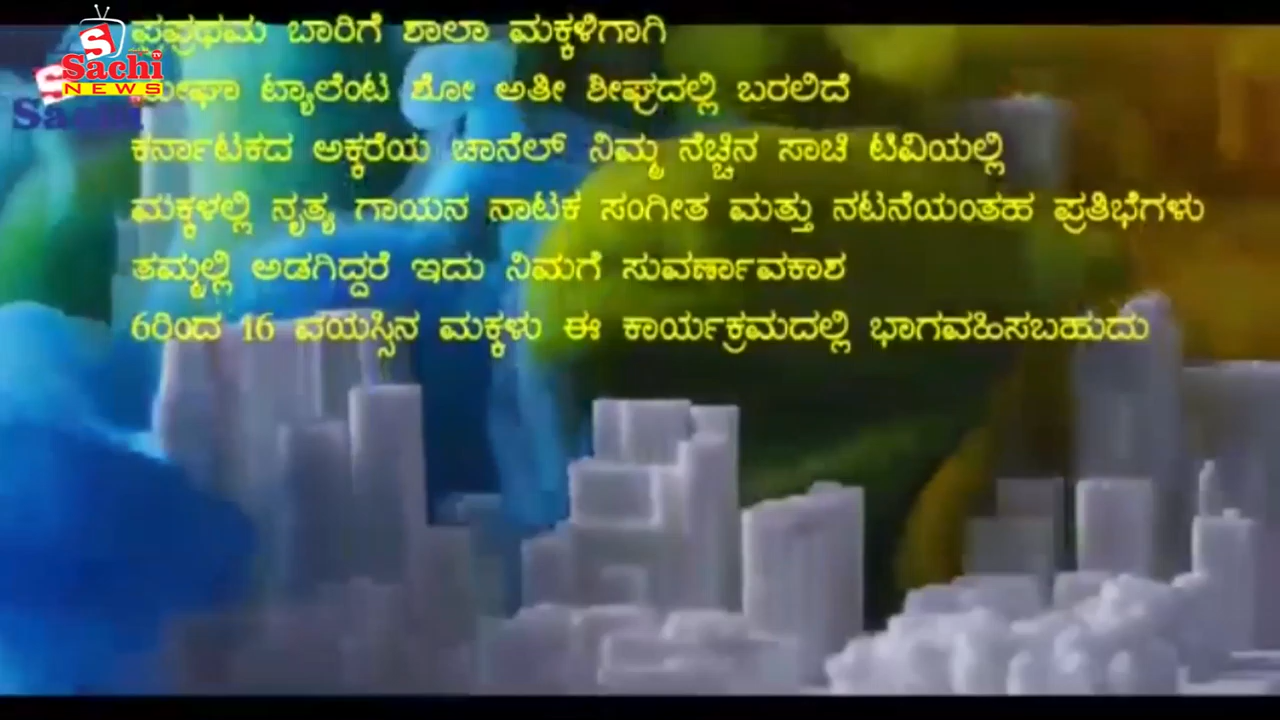 Sachi TV
NEWS
ಪ್ರಪ್ರಥಮ ಬಾರಿಗೆ ಶಾಲಾ ಮಕ್ಕಳಿಗಾಗಿ
ಟ್ಯಾಲೆಂಟ ಶೋ ಅತೀ ಶೀಘ್ರದಲ್ಲಿ ಬರಲಿದೆ
ಕರ್ನಾಟಕದ ಅಕ್ಕರೆಯ ಚಾನೆಲ್ ನಿಮ್ಮ ನೆಚ್ಚಿನ ಸಾಚಿ ಟಿವಿಯಲ್ಲಿ
ಮಕ್ಕಳಲ್ಲಿ ನೃತ್ಯ ಗಾಯನ ನಾಟಕ ಸಂಗೀತ ಮತ್ತು ನಟನೆಯಂತಹ ಪ್ರತಿಭೆಗಳು
ತಮ್ಮಲ್ಲಿ ಅಡಗಿದ್ದರೆ ಇದು ನಿಮಗೆ ಸುವರ್ಣಾವಕಾಶ
6ರಿಂದ 16 ವಯಸ್ಸಿನ ಮಕ್ಕಳು ಈ ಕಾರ್ಯಕ್ರಮದಲ್ಲಿ ಭಾಗವಹಿಸಬಹುದು